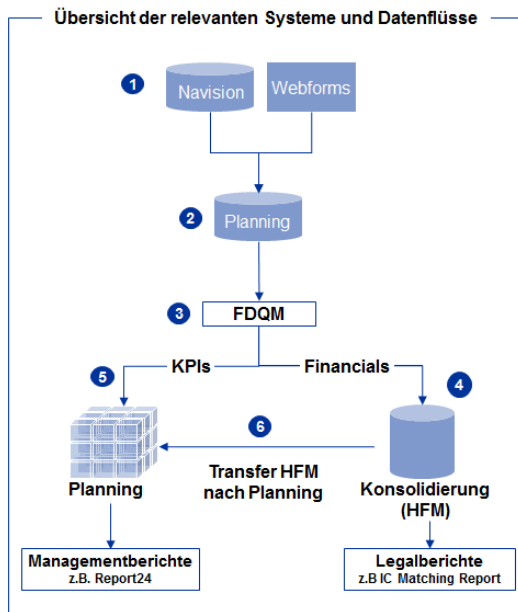 Übersicht der relevanten Systeme und Datenflüsse
1
Navision
Webforms
2
Planning
3
FDQM
KPIs
Financials
5
4
6
Transfer HFM
nach Planning
Planning
Konsolidierung
(HFM)
Managementberichte
z.B. Report24
Legalberichte
z.B IC Matching Report